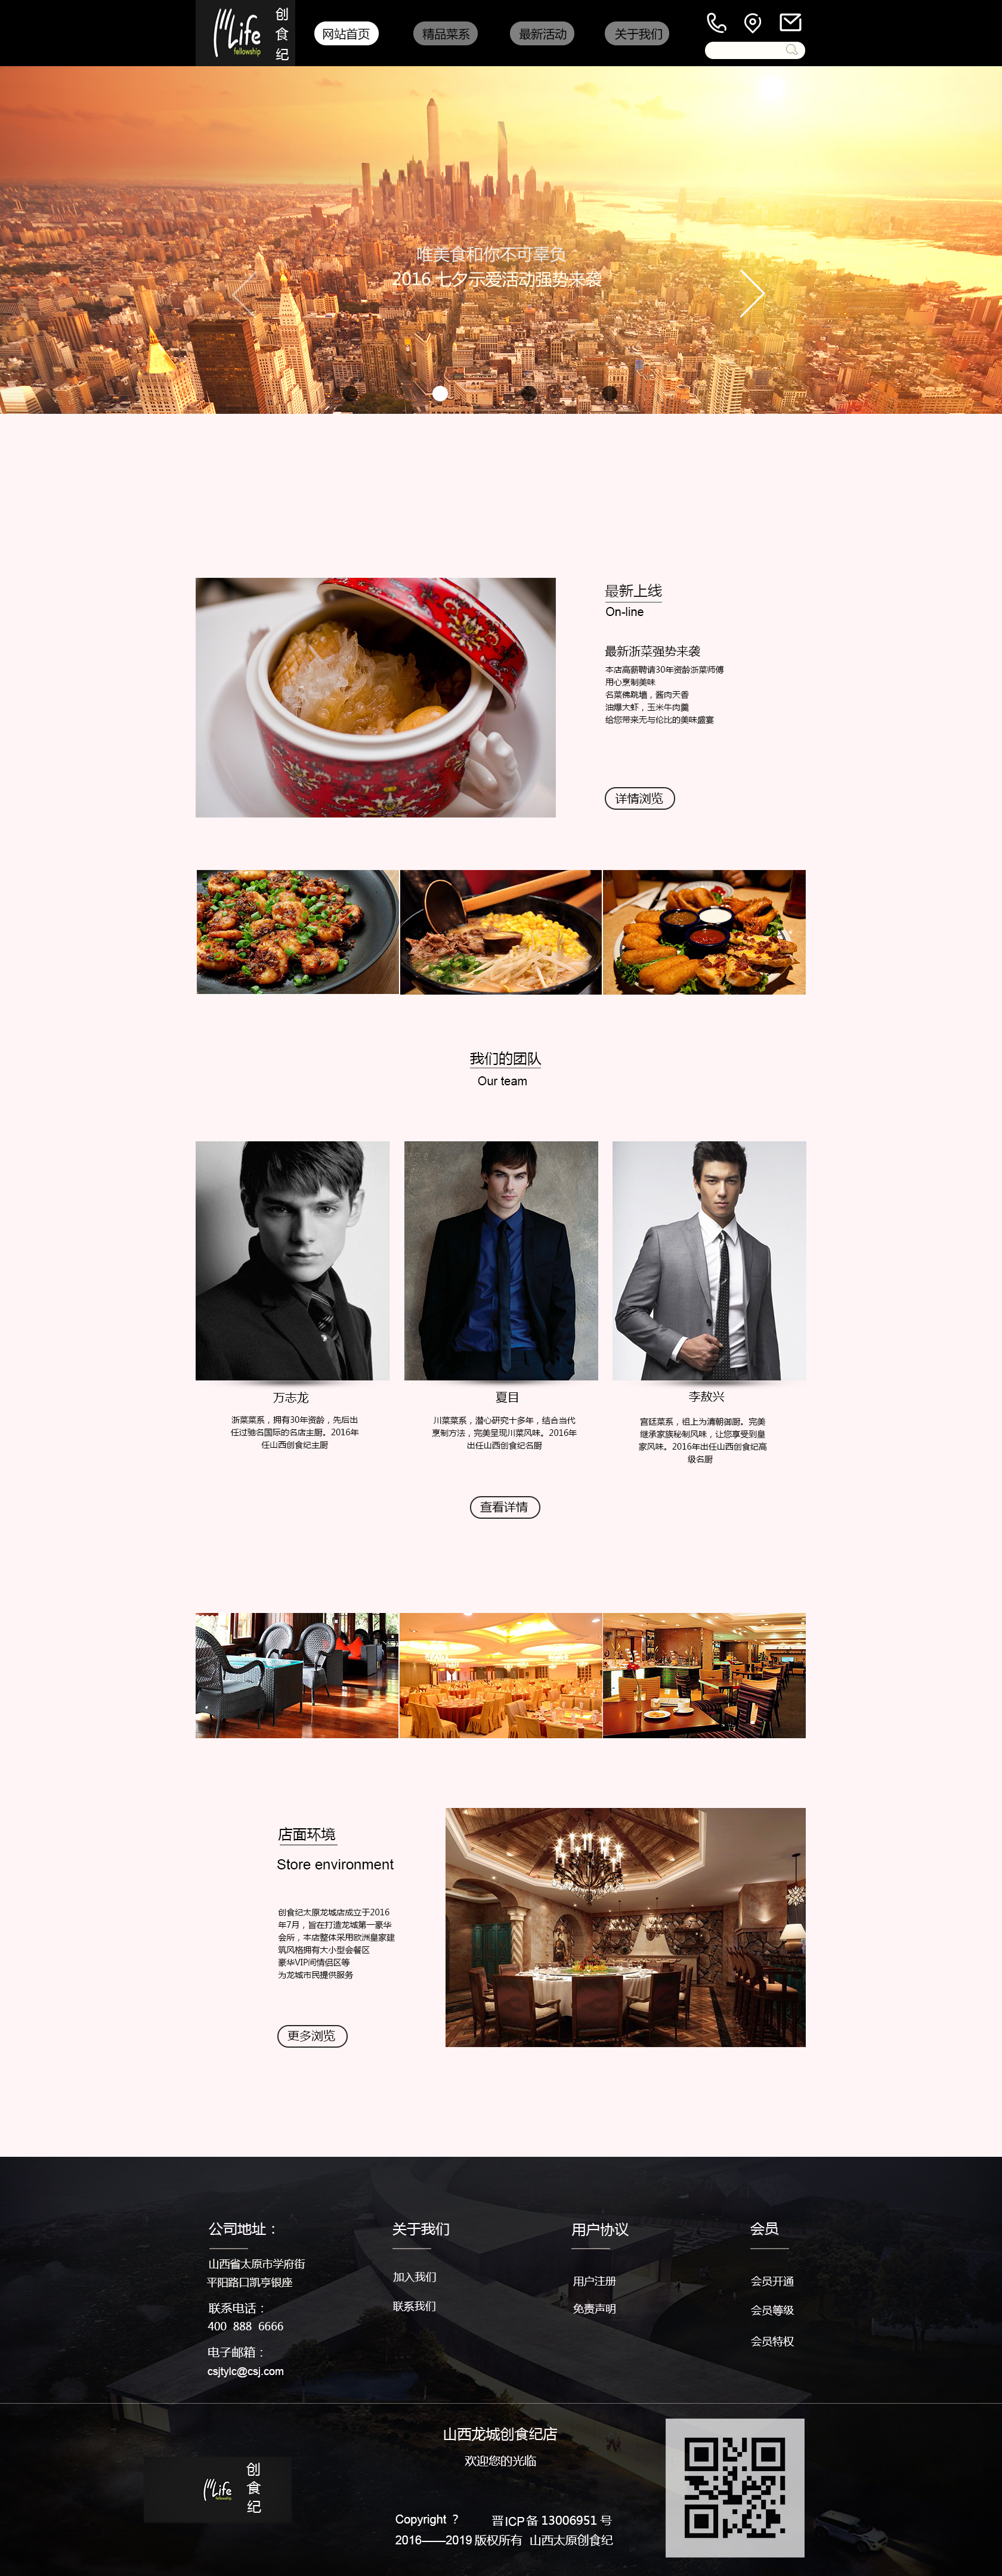 Life
fellowship
创食纪
网站首页
精品菜系
最新活动
关于我们
唯美食和你不可辜负
2016 七夕示爱活动强势来袭
最新上线
On-line
最新浙菜强势来袭
本店高薪聘请30年资龄浙菜师傅
用心烹制美味
名菜佛跳墙，酱肉天香
油爆大虾，玉米牛肉羹
给您带来无与伦比的美味盛宴
详情浏览
我们的团队
Our team
万志龙
浙菜菜系，拥有30年资龄，先后出
任过驰名国际的名店主厨。2016年
任山西创食纪主厨
夏目
川菜菜系，潜心研究十多年，结合当代
烹制方法，完美呈现川菜风味。2016年
出任山西创食纪名厨
李敖兴
宫廷菜系，祖上为清朝御厨。完美
继承家族秘制风味，让您享受到皇
家风味。2016年出任山西创食纪高
级名厨
查看详情
店面环境
Store environment
创食纪太原龙城店成立于2016
年7月，旨在打造龙城第一豪华
会所，本店整体采用欧洲皇家建
筑风格拥有大小型会餐区
豪华VIP间情侣区等
为龙城市民提供服务
更多浏览
公司地址：
山西省太原市学府街
平阳路口凯亨银座
联系电话：
400 888 6666
电子邮箱：
csjtylc@csj.com
关于我们
加入我们
联系我们
用户协议
用户注册
免责声明
会员
会员开通
会员等级
会员特权
Life
fellowship
创食纪
山西龙城创食纪店
欢迎您的光临
Copyright ? 晋ICP备 13006951 号
2016——2019 版权所有 山西太原创食纪